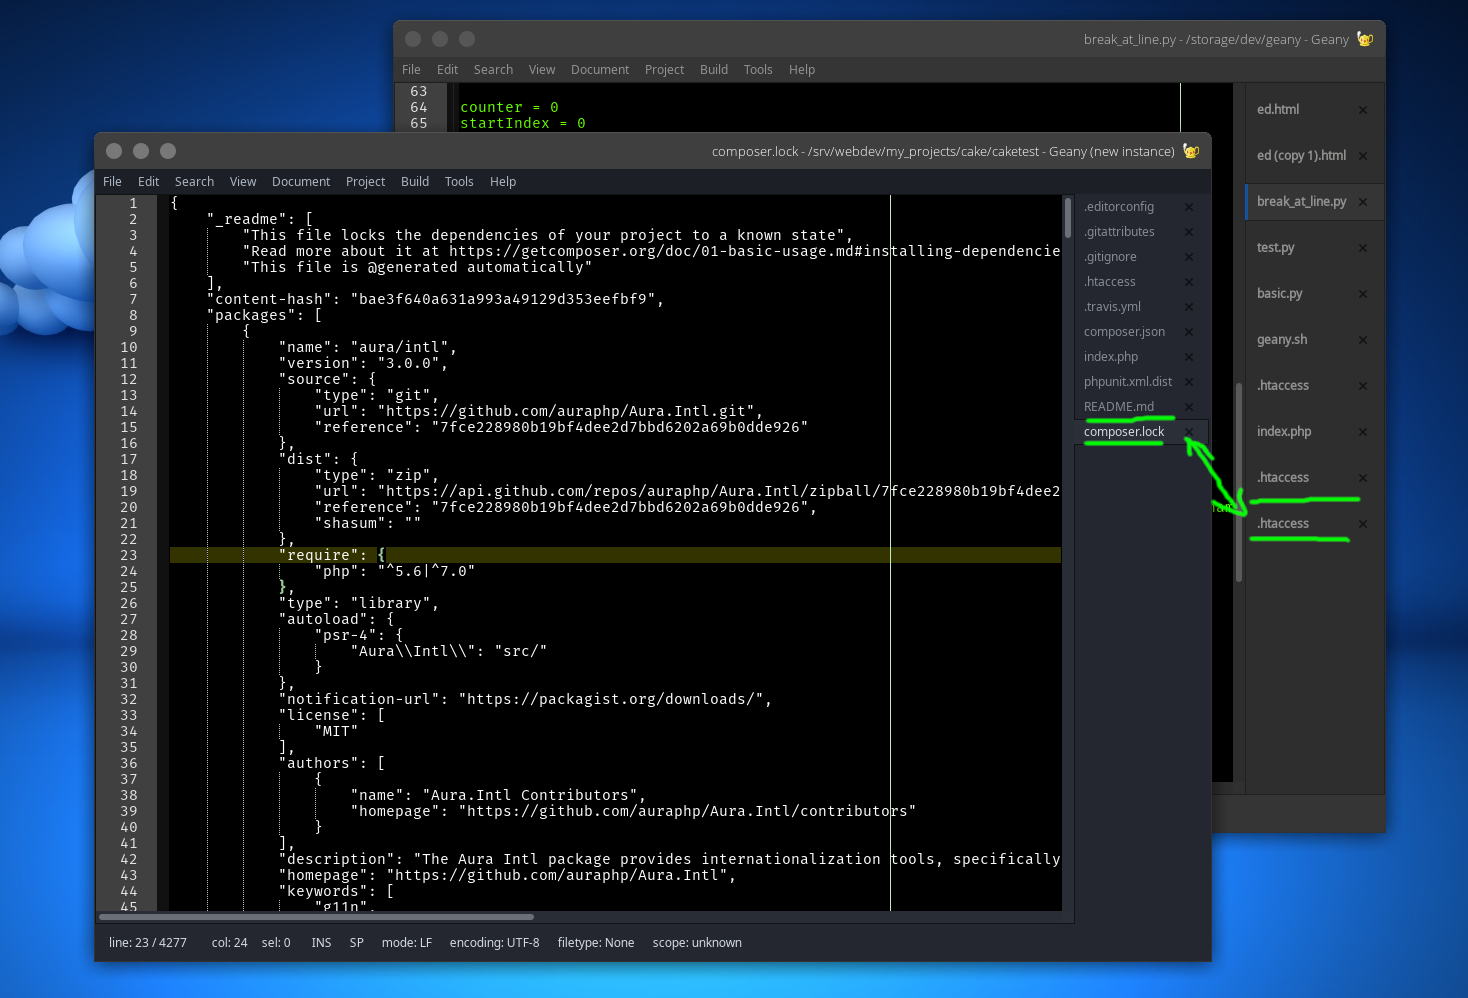 break_at_line.py - /storage/dev/geany - Geany
File Edit Search View Document Project Build Tools Help
63
64 counter = 0
65 startIndex = 0
ed.html
ed (copy 1).html
break_at_line.py
test.py
basic.py
geany.sh
.htaccess
index.php
.htaccess
.htaccess
composer.lock - /srv/webdev/my_projects/cake/caketest - Geany (new instance)
File Edit Search View Document Project Build Tools Help
1 {
2 "_readme": [
3 "This file locks the dependencies of your project to a known state",
4 "Read more about it at https://getcomposer.org/doc/01-basic-usage.md#installing-dependencie
5 "This file is @generated automatically"
6 ],
7 "content-hash": "bae3f640a631a993a49129d353eefbf9",
8 "packages": [
9 {
10 "name": "aura/intl",
11 "version": "3.0.0",
12 "source": {
13 "type": "git",
14 "url": "https://github.com/auraphp/Aura.Intl.git",
15 "reference": "7fce228980b19bf4dee2d7bbd6202a69b0dde926"
16 },
17 "dist": {
18 "type": "zip",
19 "url": "https://api.github.com/repos/auraphp/Aura.Intl/zipball/7fce228980b19bf4dee2
20 "reference": "7fce228980b19bf4dee2d7bbd6202a69b0dde926",
21 "shasum": ""
22 },
23 "require": {
24 "php": "^5.6|^7.0"
25 },
26 "type": "library",
27 "autoload": {
28 "psr-4": {
29 "Aura\\Intl\\": "src/"
30 }
31 },
32 "notification-url": "https://packagist.org/downloads/",
33 "license": [
34 "MIT"
35 ],
36 "authors": [
37 {
38 "name": "Aura.Intl Contributors",
39 "homepage": "https://github.com/auraphp/Aura.Intl/contributors"
40 }
41 ],
42 "description": "The Aura Intl package provides internationalization tools, specifically
43 "homepage": "https://github.com/auraphp/Aura.Intl",
44 "keywords": [
45 "g11n",
.editorconfig
.gitattributes
.gitignore
.htaccess
.travis.yml
composer.json
index.php
phpunit.xml.dist
README.md
composer.lock
line: 23 / 4277 col: 24 sel: 0 INS SP mode: LF encoding: UTF-8 filetype: None scope: unknown